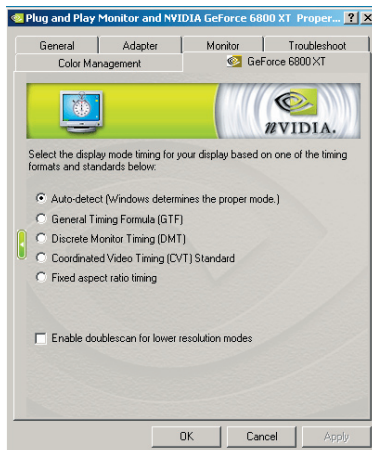 Plug and Play Monitor and NVIDIA GeForce 6800 XT Proper...
General Adapter Monitor Troubleshoot
Color Management GeForce 6800 XT
NVIDIA.
Select the display mode timing for your display based on one of the timing
formats and standards below:
Auto-detect (Windows determines the proper mode.)
General Timing Formula (GTF)
Discrete Monitor Timing (DMT)
Coordinated Video Timing (CVT) Standard
Fixed aspect ratio timing
Enable doublescan for lower resolution modes
OK Cancel Apply